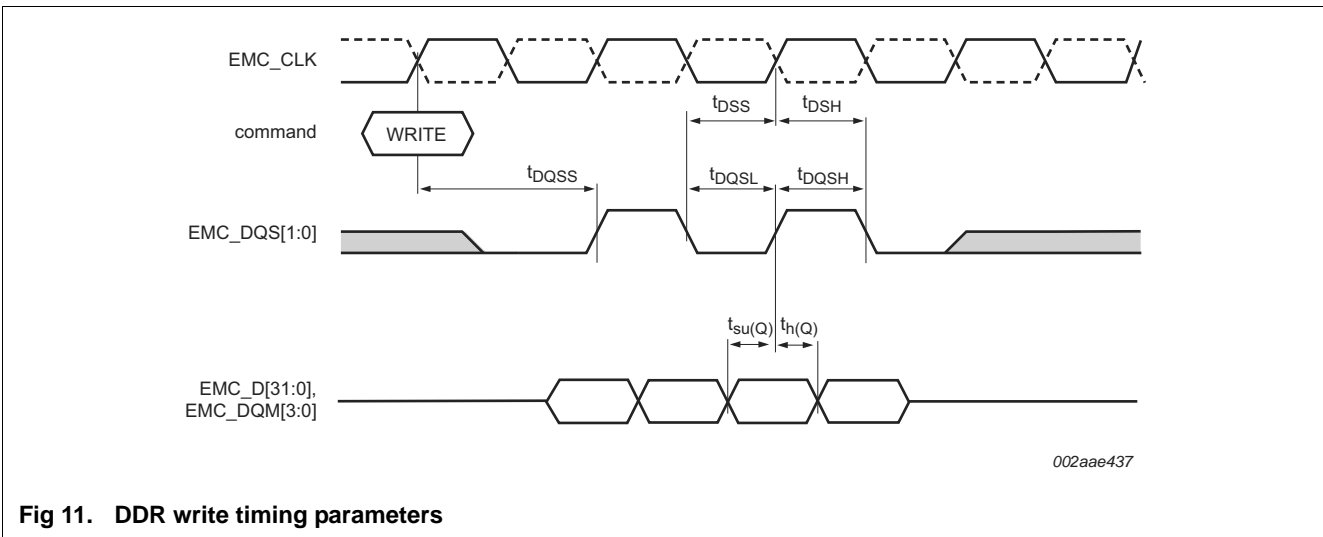 EMC_CLK
tDSS
tDSH
command
WRITE
tDQSS
tDQSL
tDQSH
EMC_DQS[1:0]
tsu(Q)
th(Q)
EMC_D[31:0],
EMC_DQM[3:0]
002aae437
Fig 11. DDR write timing parameters